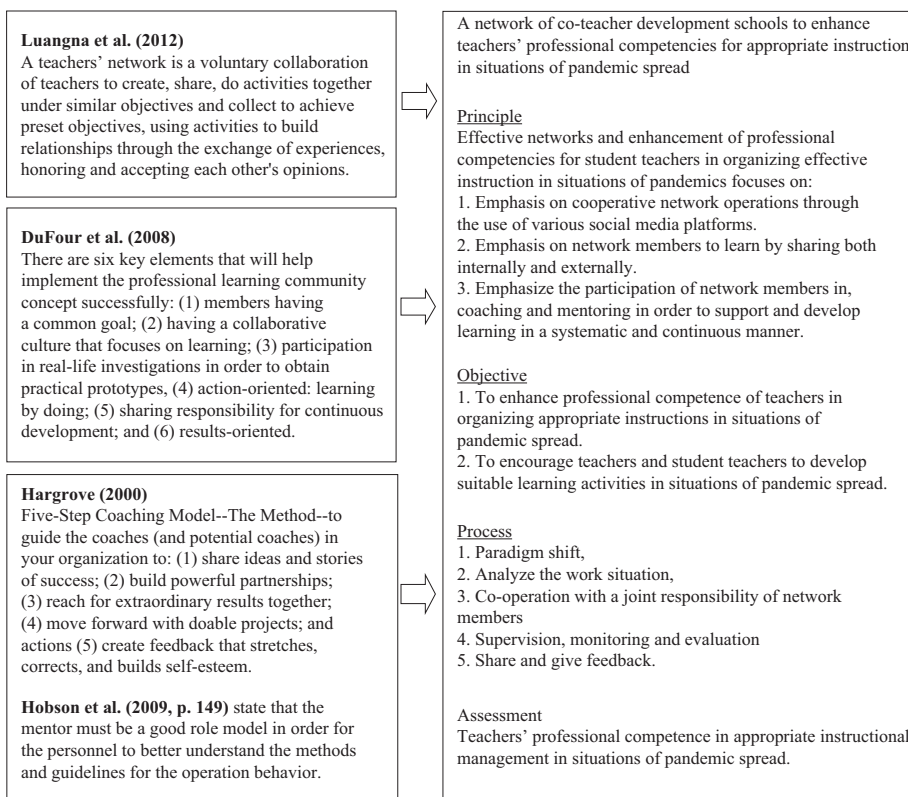 Luangna et al. (2012)
A teachers’ network is a voluntary collaboration
of teachers to create, share, do activities together
under similar objectives and collect to achieve
preset objectives, using activities to build
relationships through the exchange of experiences,
honoring and accepting each other's opinions.
DuFour et al. (2008)
There are six key elements that will help
implement the professional learning community
concept successfully: (1) members having
a common goal; (2) having a collaborative
culture that focuses on learning; (3) participation
in real-life investigations in order to obtain
practical prototypes, (4) action-oriented: learning
by doing; (5) sharing responsibility for continuous
development; and (6) results-oriented.
Hargrove (2000)
Five-Step Coaching Model--The Method--to
guide the coaches (and potential coaches) in
your organization to: (1) share ideas and stories
of success; (2) build powerful partnerships;
(3) reach for extraordinary results together;
(4) move forward with doable projects; and
actions (5) create feedback that stretches,
corrects, and builds self-esteem.
Hobson et al. (2009, p. 149) state that the
mentor must be a good role model in order for
the personnel to better understand the methods
and guidelines for the operation behavior.
A network of co-teacher development schools to enhance
teachers’ professional competencies for appropriate instruction
in situations of pandemic spread
Principle
Effective networks and enhancement of professional
competencies for student teachers in organizing effective
instruction in situations of pandemics focuses on:
1. Emphasis on cooperative network operations through
the use of various social media platforms.
2. Emphasis on network members to learn by sharing both
internally and externally.
3. Emphasize the participation of network members in,
coaching and mentoring in order to support and develop
learning in a systematic and continuous manner.
Objective
1. To enhance professional competence of teachers in
organizing appropriate instructions in situations of
pandemic spread.
2. To encourage teachers and student teachers to develop
suitable learning activities in situations of pandemic spread.
Process
1. Paradigm shift,
2. Analyze the work situation,
3. Co-operation with a joint responsibility of network
members
4. Supervision, monitoring and evaluation
5. Share and give feedback.
Assessment
Teachers’ professional competence in appropriate instructional
management in situations of pandemic spread.